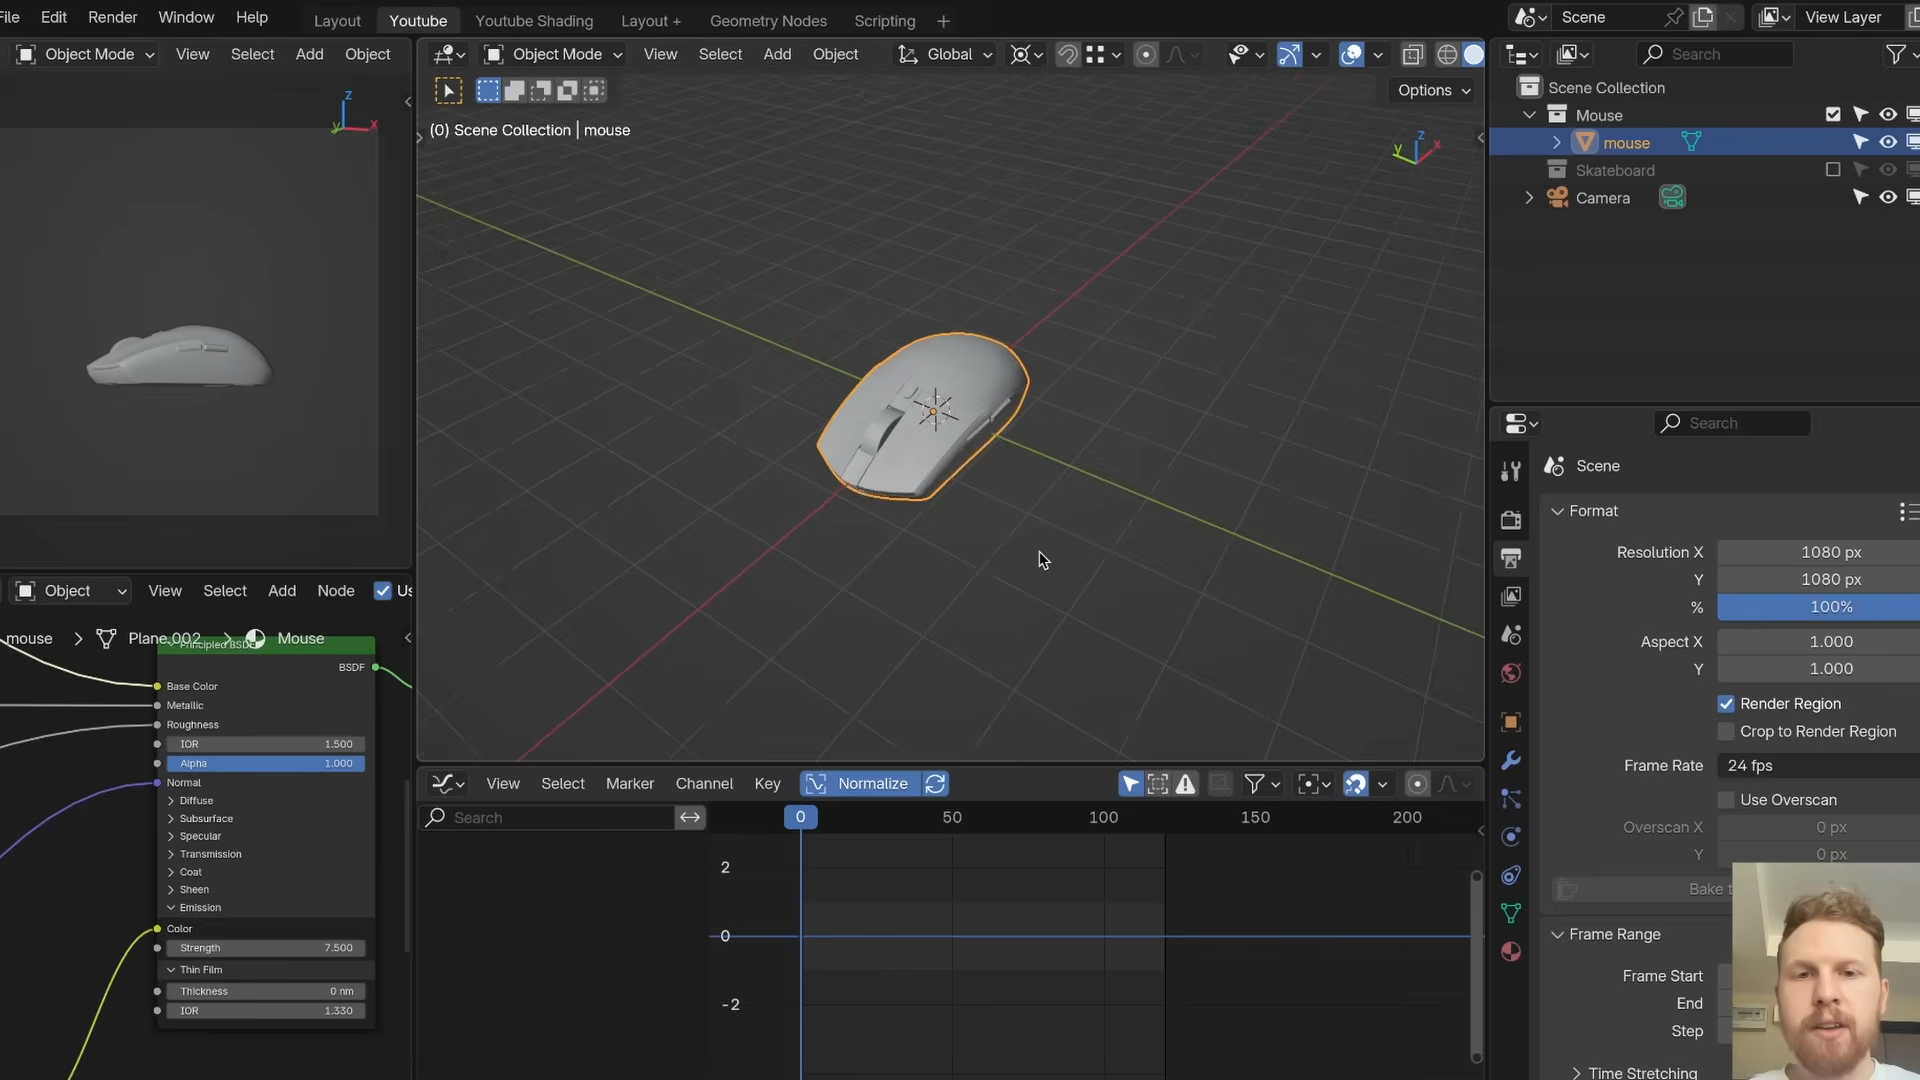 File Edit Render Window Help Layout Youtube Youtube Shading Layout + Geometry Nodes Scripting Scene View Layer
Object Mode View Select Add Object
Object Mode View Select Add Object Global
Options
(0) Scene Collection | mouse
z
y
x
z
y
x
Search
Scene Collection
Mouse
mouse
Skateboard
Camera
Search
Scene
Format
Resolution X 1080 px
Y 1080 px
% 100%
Aspect X 1.000
Y 1.000
Render Region
Crop to Render Region
Frame Rate 24 fps
Use Overscan
Overscan X 0 px
Y 0 px
Bake t
Frame Range
Frame Start
End
Step
Time Stretching
Object View Select Add Node Us
mouse Plane.002 Mouse
Principled BSDF
BSDF
Base Color
Metallic
Roughness
IOR 1.500
Alpha 1.000
Normal
Diffuse
Subsurface
Specular
Transmission
Coat
Sheen
Emission
Color
Strength 7.500
Thin Film
Thickness 0 nm
IOR 1.330
View Select Marker Channel Key Normalize
Search
0 50 100 150 200
2
0
-2